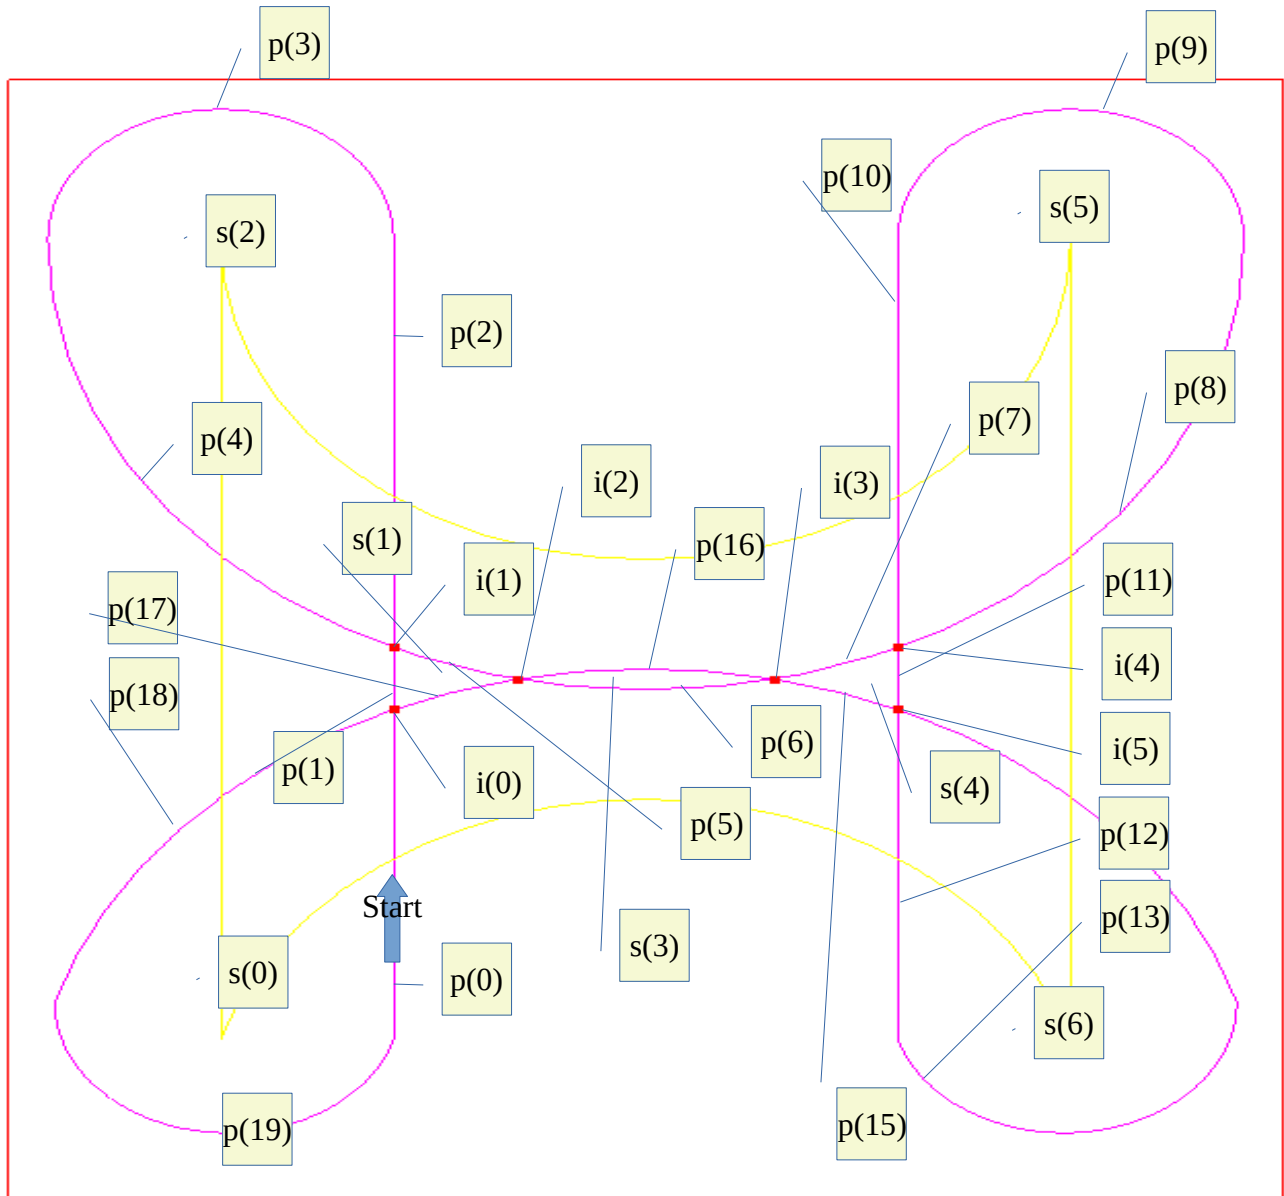 p(3)
p(9)
p(10)
s(2)
s(5)
p(2)
p(8)
p(7)
p(4)
i(2)
i(3)
s(1)
p(16)
i(1)
p(11)
p(17)
i(4)
p(18)
p(6)
i(5)
p(1)
i(0)
s(4)
p(5)
p(12)
Start
p(13)
s(3)
s(0)
p(0)
s(6)
p(15)
p(19)